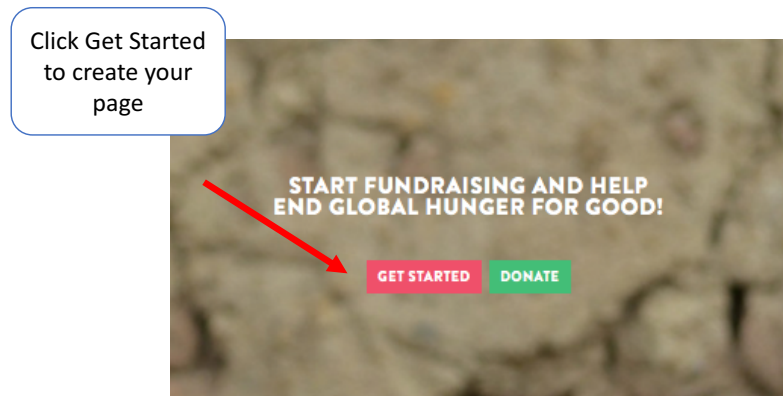 Click Get Started
to create your
page
START FUNDRAISING AND HELP
END GLOBAL HUNGER FOR GOOD!
GET STARTED
DONATE